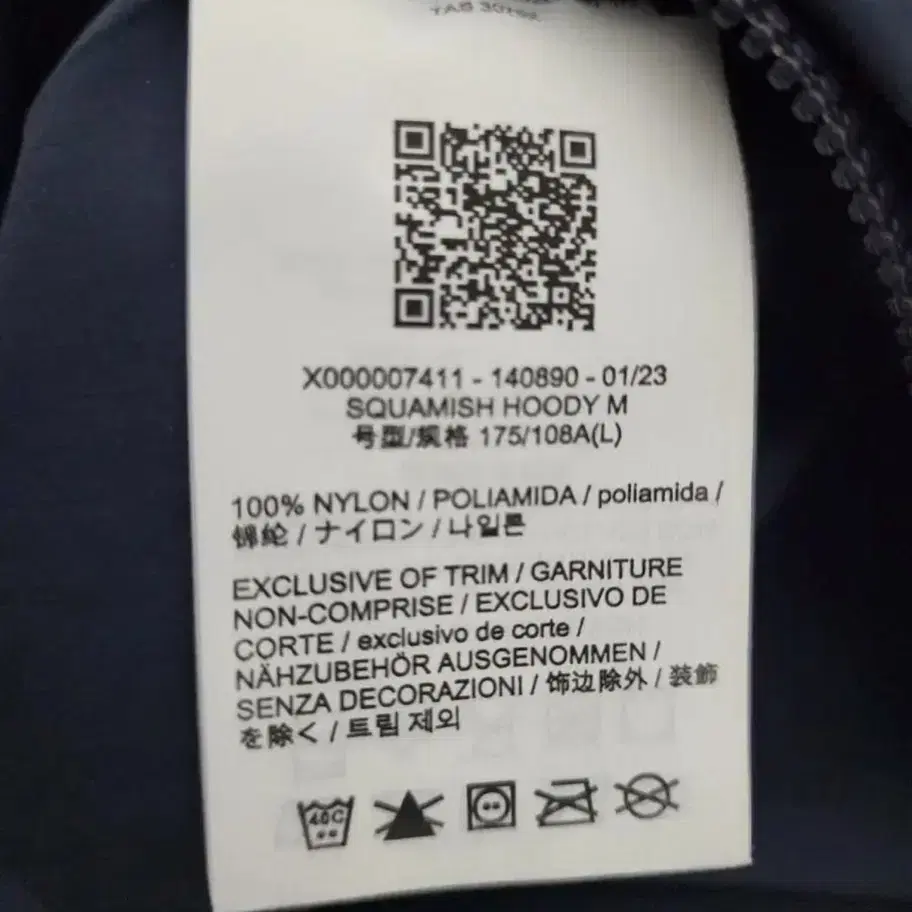 X000007411 - 140890 - 01/23
SQUAMISH HOODY M
号型/规格 175/108A(L)
100% NYLON / POLIAMIDA / poliamida /
锦纶 / ナイロン / 나일론
EXCLUSIVE OF TRIM / GARNITURE
NON-COMPRISE / EXCLUSIVO DE
CORTE / exclusivo de corte /
NÄHZUBEHÖR AUSGENOMMEN /
SENZA DECORAZIONI / 饰边除外 / 装飾
を除く / 트림 제외
40C